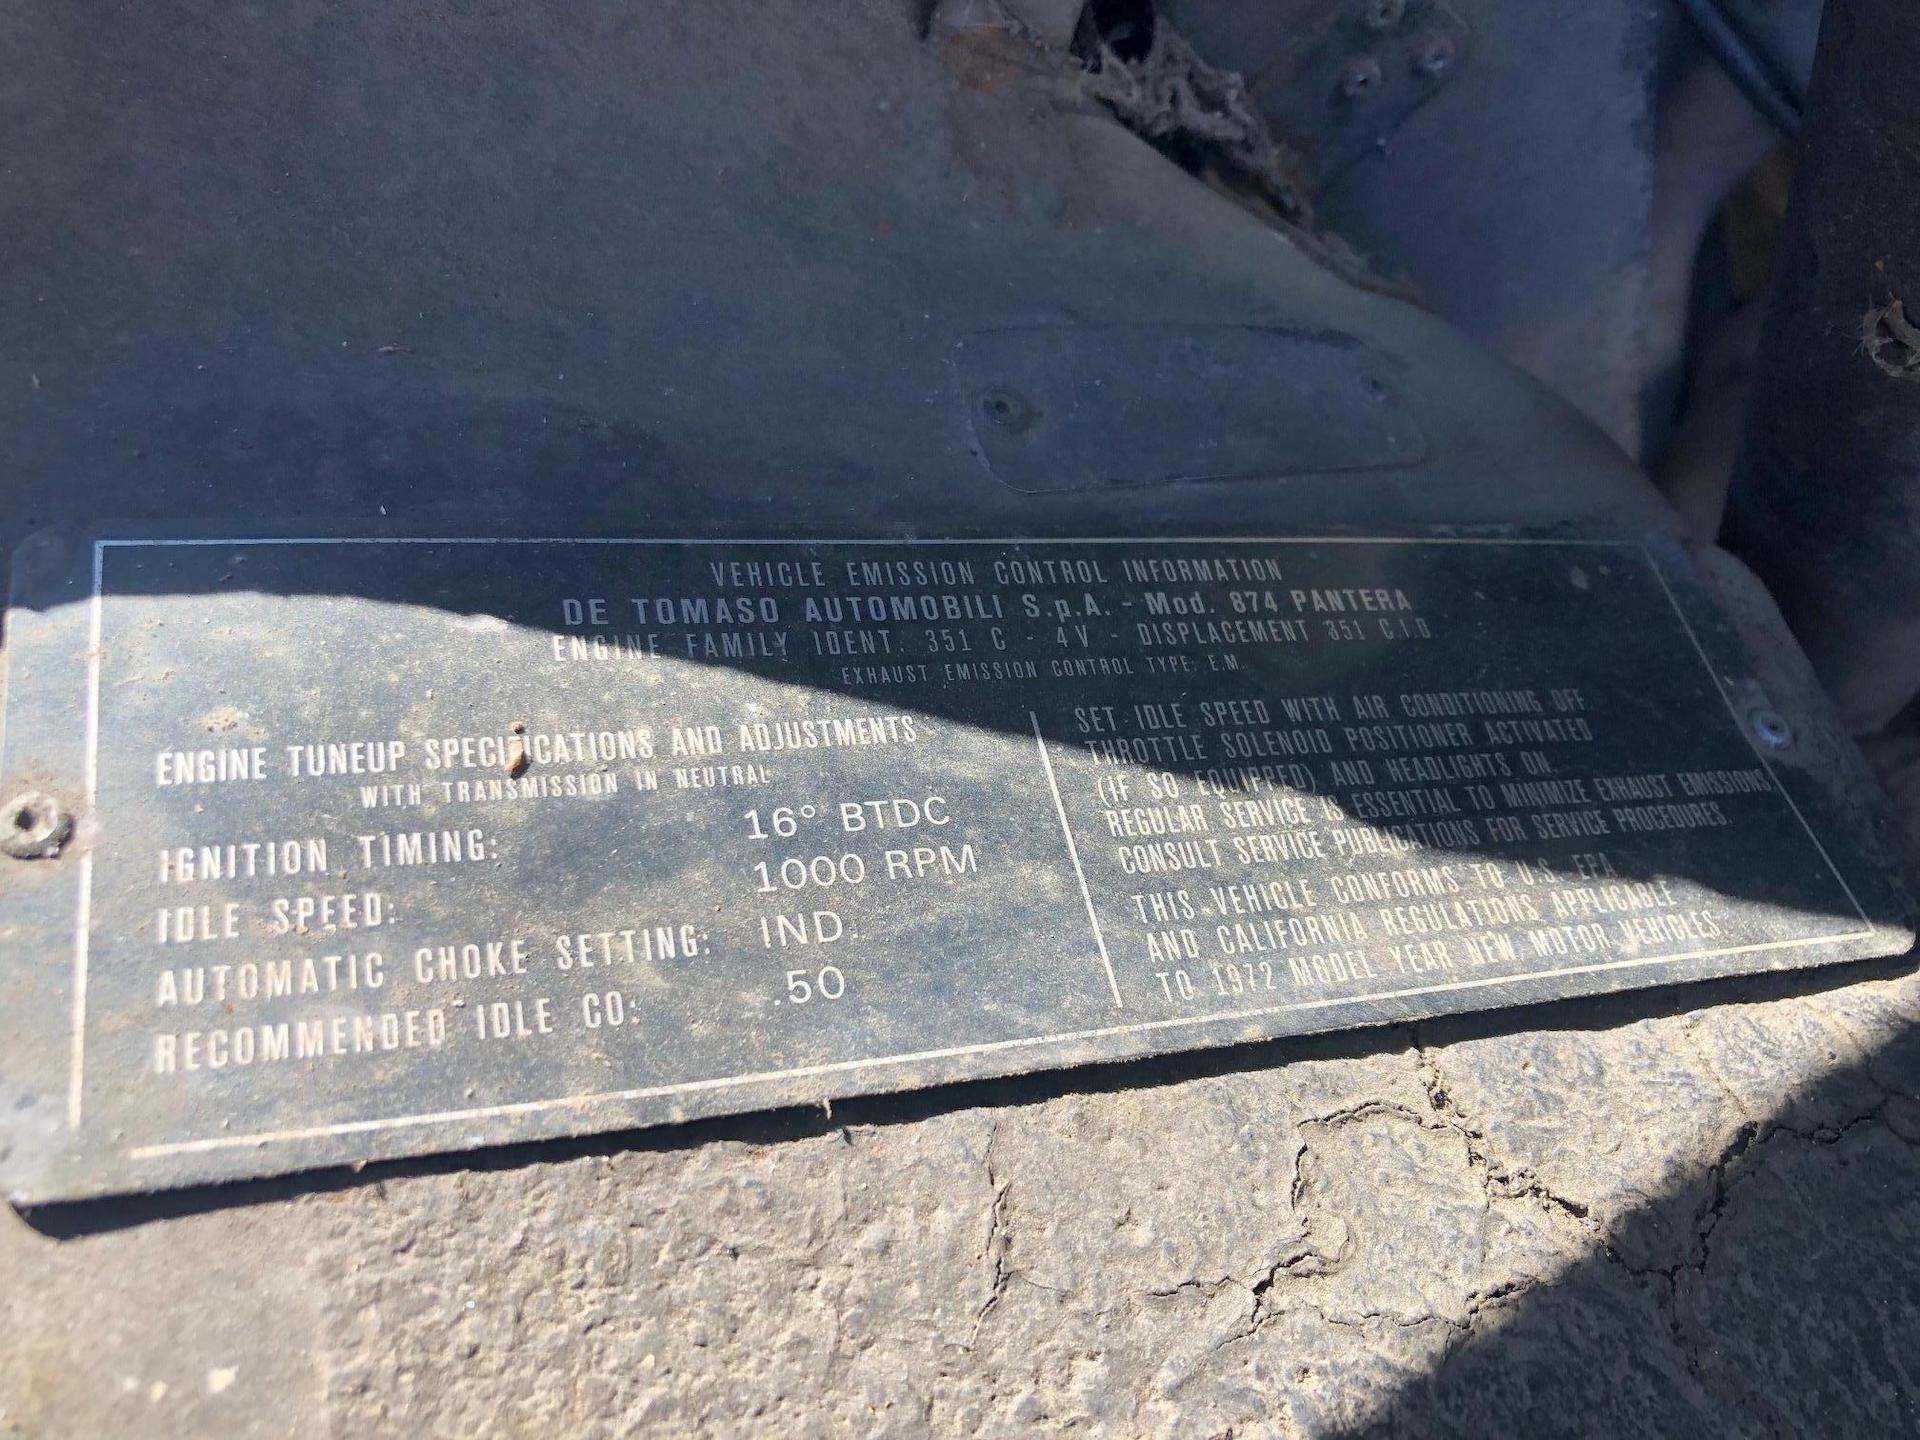 VEHICLE EMISSION CONTROL INFORMATION
DE TOMASO AUTOMOBILI S.p.A. - Mod. 874 PANTERA
ENGINE FAMILY IDENT. 351 C - 4V - DISPLACEMENT 351 C.I.D.
EXHAUST EMISSION CONTROL TYPE: E.M.
ENGINE TUNEUP SPECIFICATIONS AND ADJUSTMENTS
WITH TRANSMISSION IN NEUTRAL
IGNITION TIMING: 16° BTDC
IDLE SPEED: 1000 RPM
AUTOMATIC CHOKE SETTING: IND.
RECOMMENDED IDLE CO: .50
SET IDLE SPEED WITH AIR CONDITIONING OFF
THROTTLE SOLENOID POSITIONER ACTIVATED
(IF SO EQUIPPED) AND HEADLIGHTS ON.
REGULAR SERVICE IS ESSENTIAL TO MINIMIZE EXHAUST EMISSIONS.
CONSULT SERVICE PUBLICATIONS FOR SERVICE PROCEDURES.
THIS VEHICLE CONFORMS TO U.S. EPA
AND CALIFORNIA REGULATIONS APPLICABLE
TO 1972 MODEL YEAR NEW MOTOR VEHICLES.